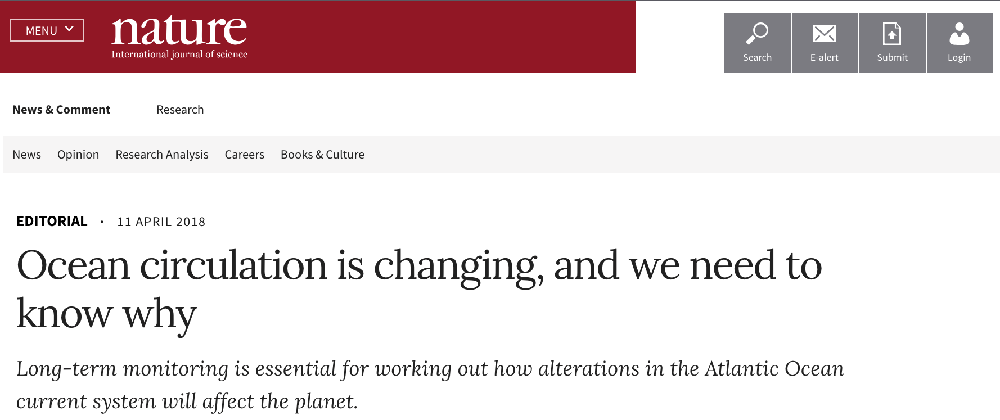 MENU
nature
International journal of science
Search
E-alert
Submit
Login
News & Comment
Research
News
Opinion
Research Analysis
Careers
Books & Culture
EDITORIAL · 11 APRIL 2018
Ocean circulation is changing, and we need to
know why
Long-term monitoring is essential for working out how alterations in the Atlantic Ocean
current system will affect the planet.